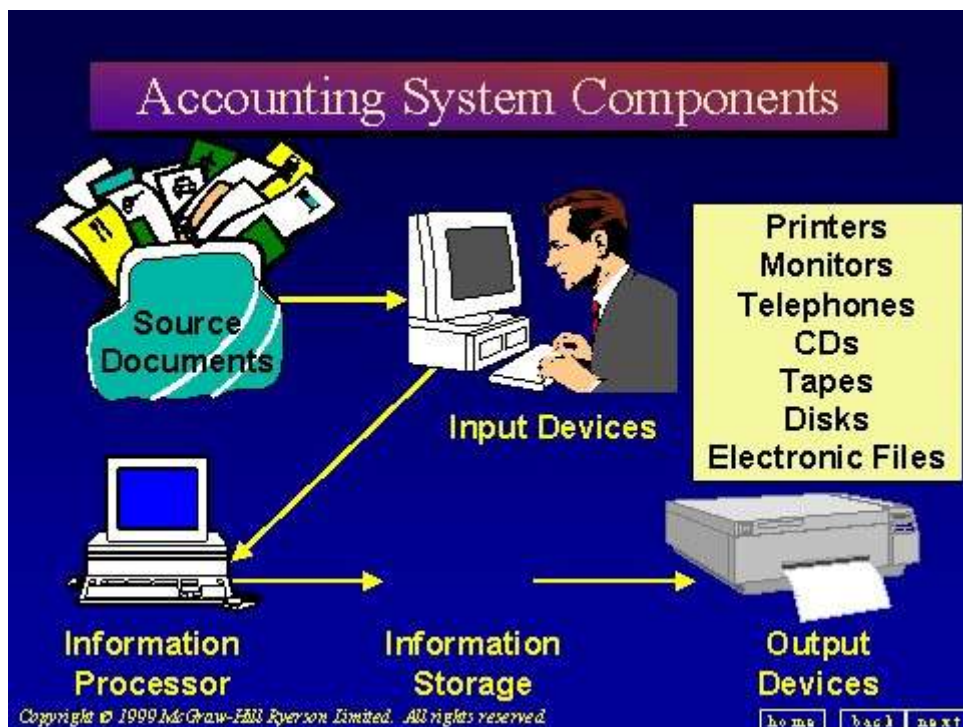 Accounting System Components
Source
Documents
Input Devices
Printers
Monitors
Telephones
CDs
Tapes
Disks
Electronic Files
Information
Processor
Information
Storage
Output
Devices
Copyright © 1999 McGraw-Hill Ryerson Limited. All rights reserved
home back next